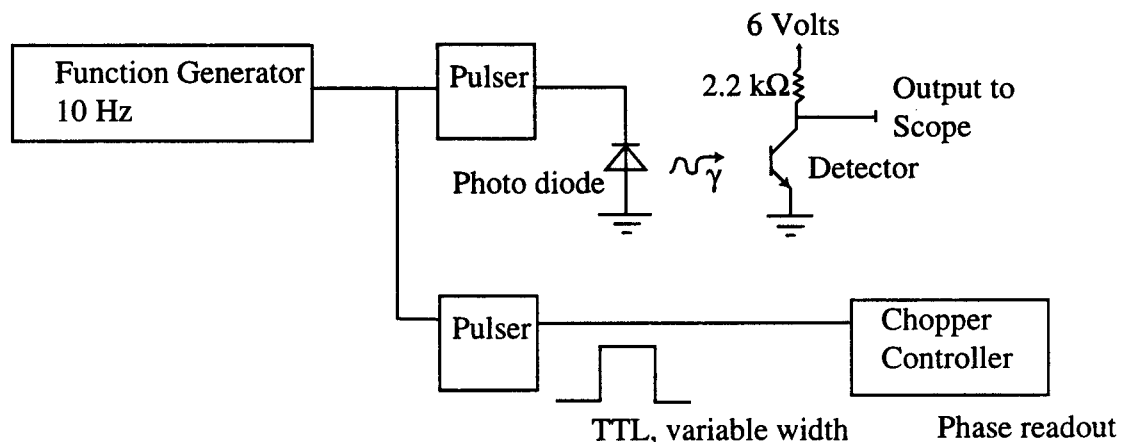 6 Volts
Function Generator
10 Hz
Pulser
2.2 kΩ
Output to
Scope
Photo diode
γ
Detector
Pulser
Chopper
Controller
TTL, variable width
Phase readout